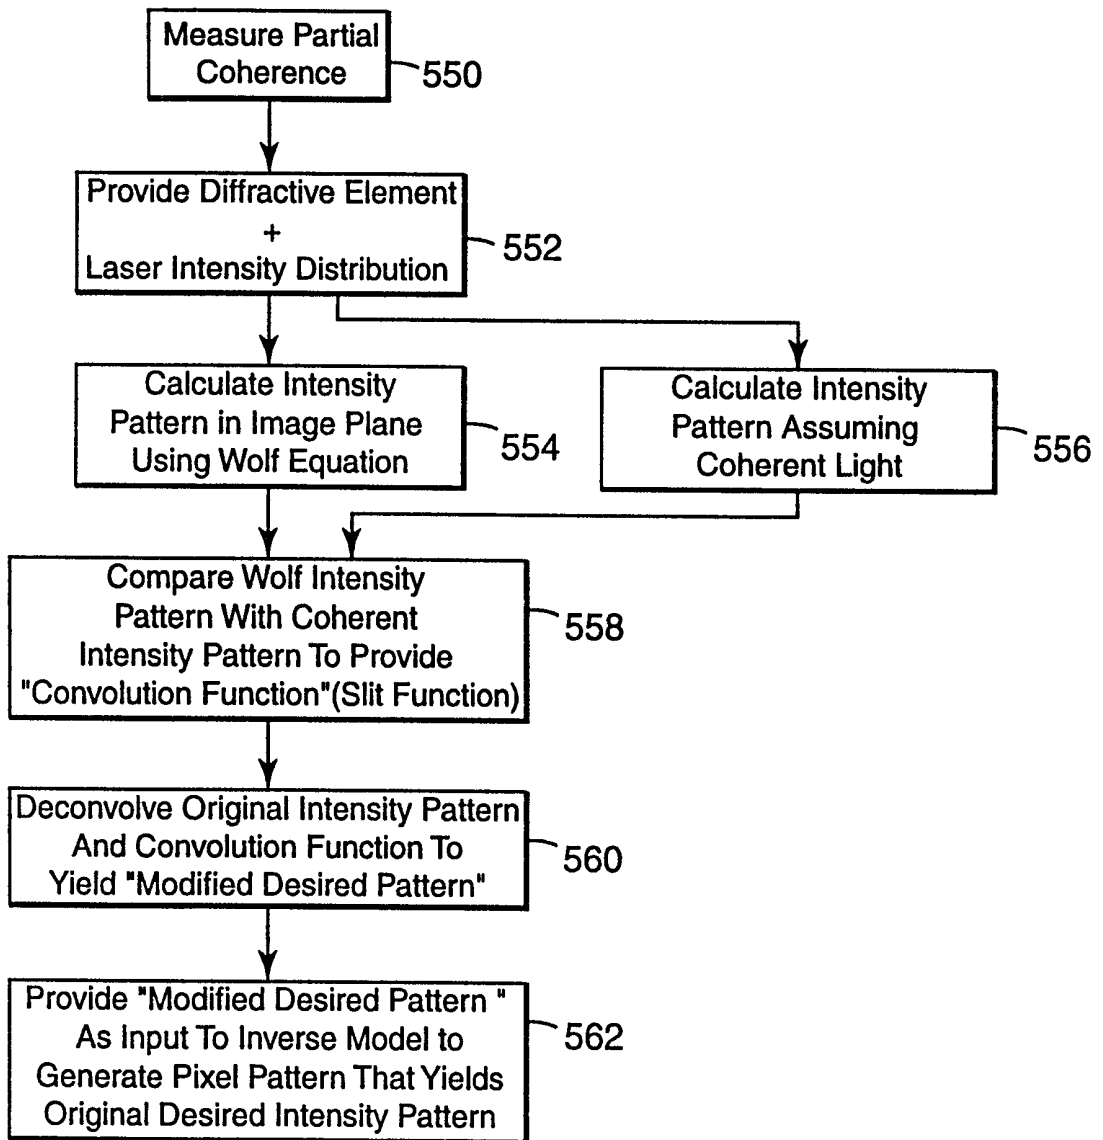 Measure Partial
Coherence
550
Provide Diffractive Element
+
Laser Intensity Distribution
552
Calculate Intensity
Pattern in Image Plane
Using Wolf Equation
554
Calculate Intensity
Pattern Assuming
Coherent Light
556
Compare Wolf Intensity
Pattern With Coherent
Intensity Pattern To Provide
"Convolution Function"(Slit Function)
558
Deconvolve Original Intensity Pattern
And Convolution Function To
Yield "Modified Desired Pattern"
560
Provide "Modified Desired Pattern "
As Input To Inverse Model to
Generate Pixel Pattern That Yields
Original Desired Intensity Pattern
562